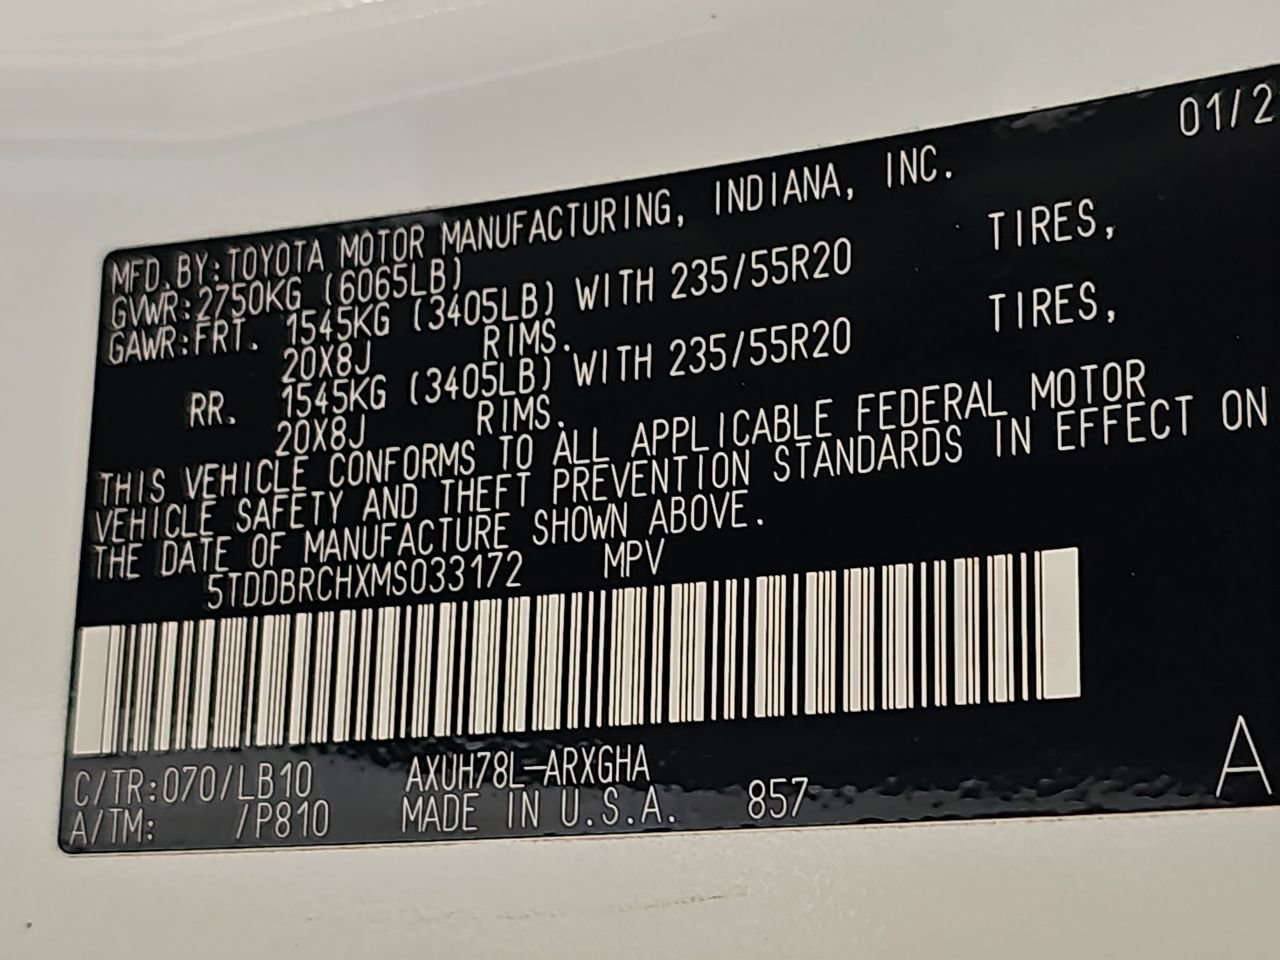 01/2
MFD.BY:TOYOTA MOTOR MANUFACTURING, INDIANA, INC.
GVWR:2750KG (6065LB)
GAWR:FRT. 1545KG (3405LB) WITH 235/55R20 TIRES,
20X8J RIMS.
RR. 1545KG (3405LB) WITH 235/55R20 TIRES,
20X8J RIMS.
THIS VEHICLE CONFORMS TO ALL APPLICABLE FEDERAL MOTOR
VEHICLE SAFETY AND THEFT PREVENTION STANDARDS IN EFFECT ON
THE DATE OF MANUFACTURE SHOWN ABOVE.
5TDDBRCHXMS033172 MPV
C/TR:070/LB10 AXUH78L-ARXGHA
A/TM: /P810 MADE IN U.S.A. 857
A